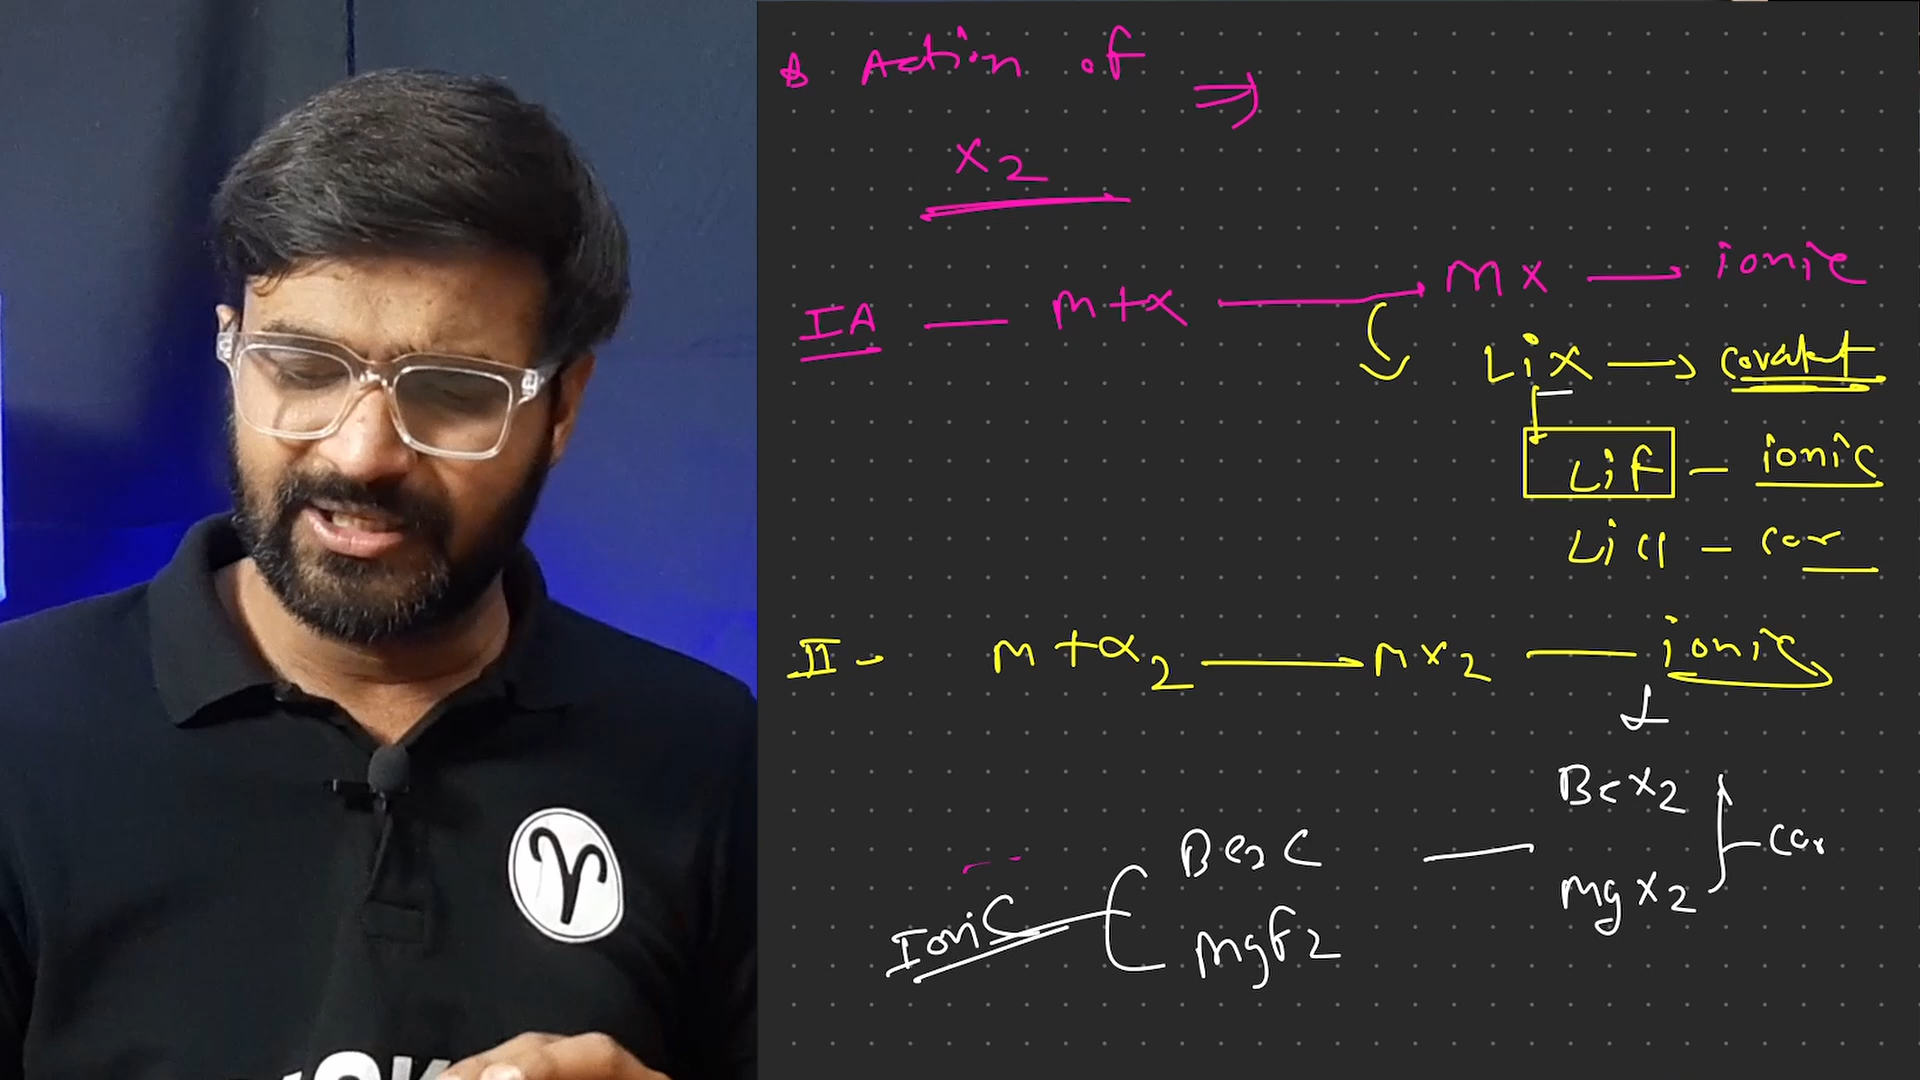 Action of ⇒
X2
IA — M + X → MX → ionic
LiX → covalent
LiF — ionic
LiCl — cov
II - M + X2 → MX2 — ionic
BeX2
Be2C —
MgX2
cov
Ionic
MgF2